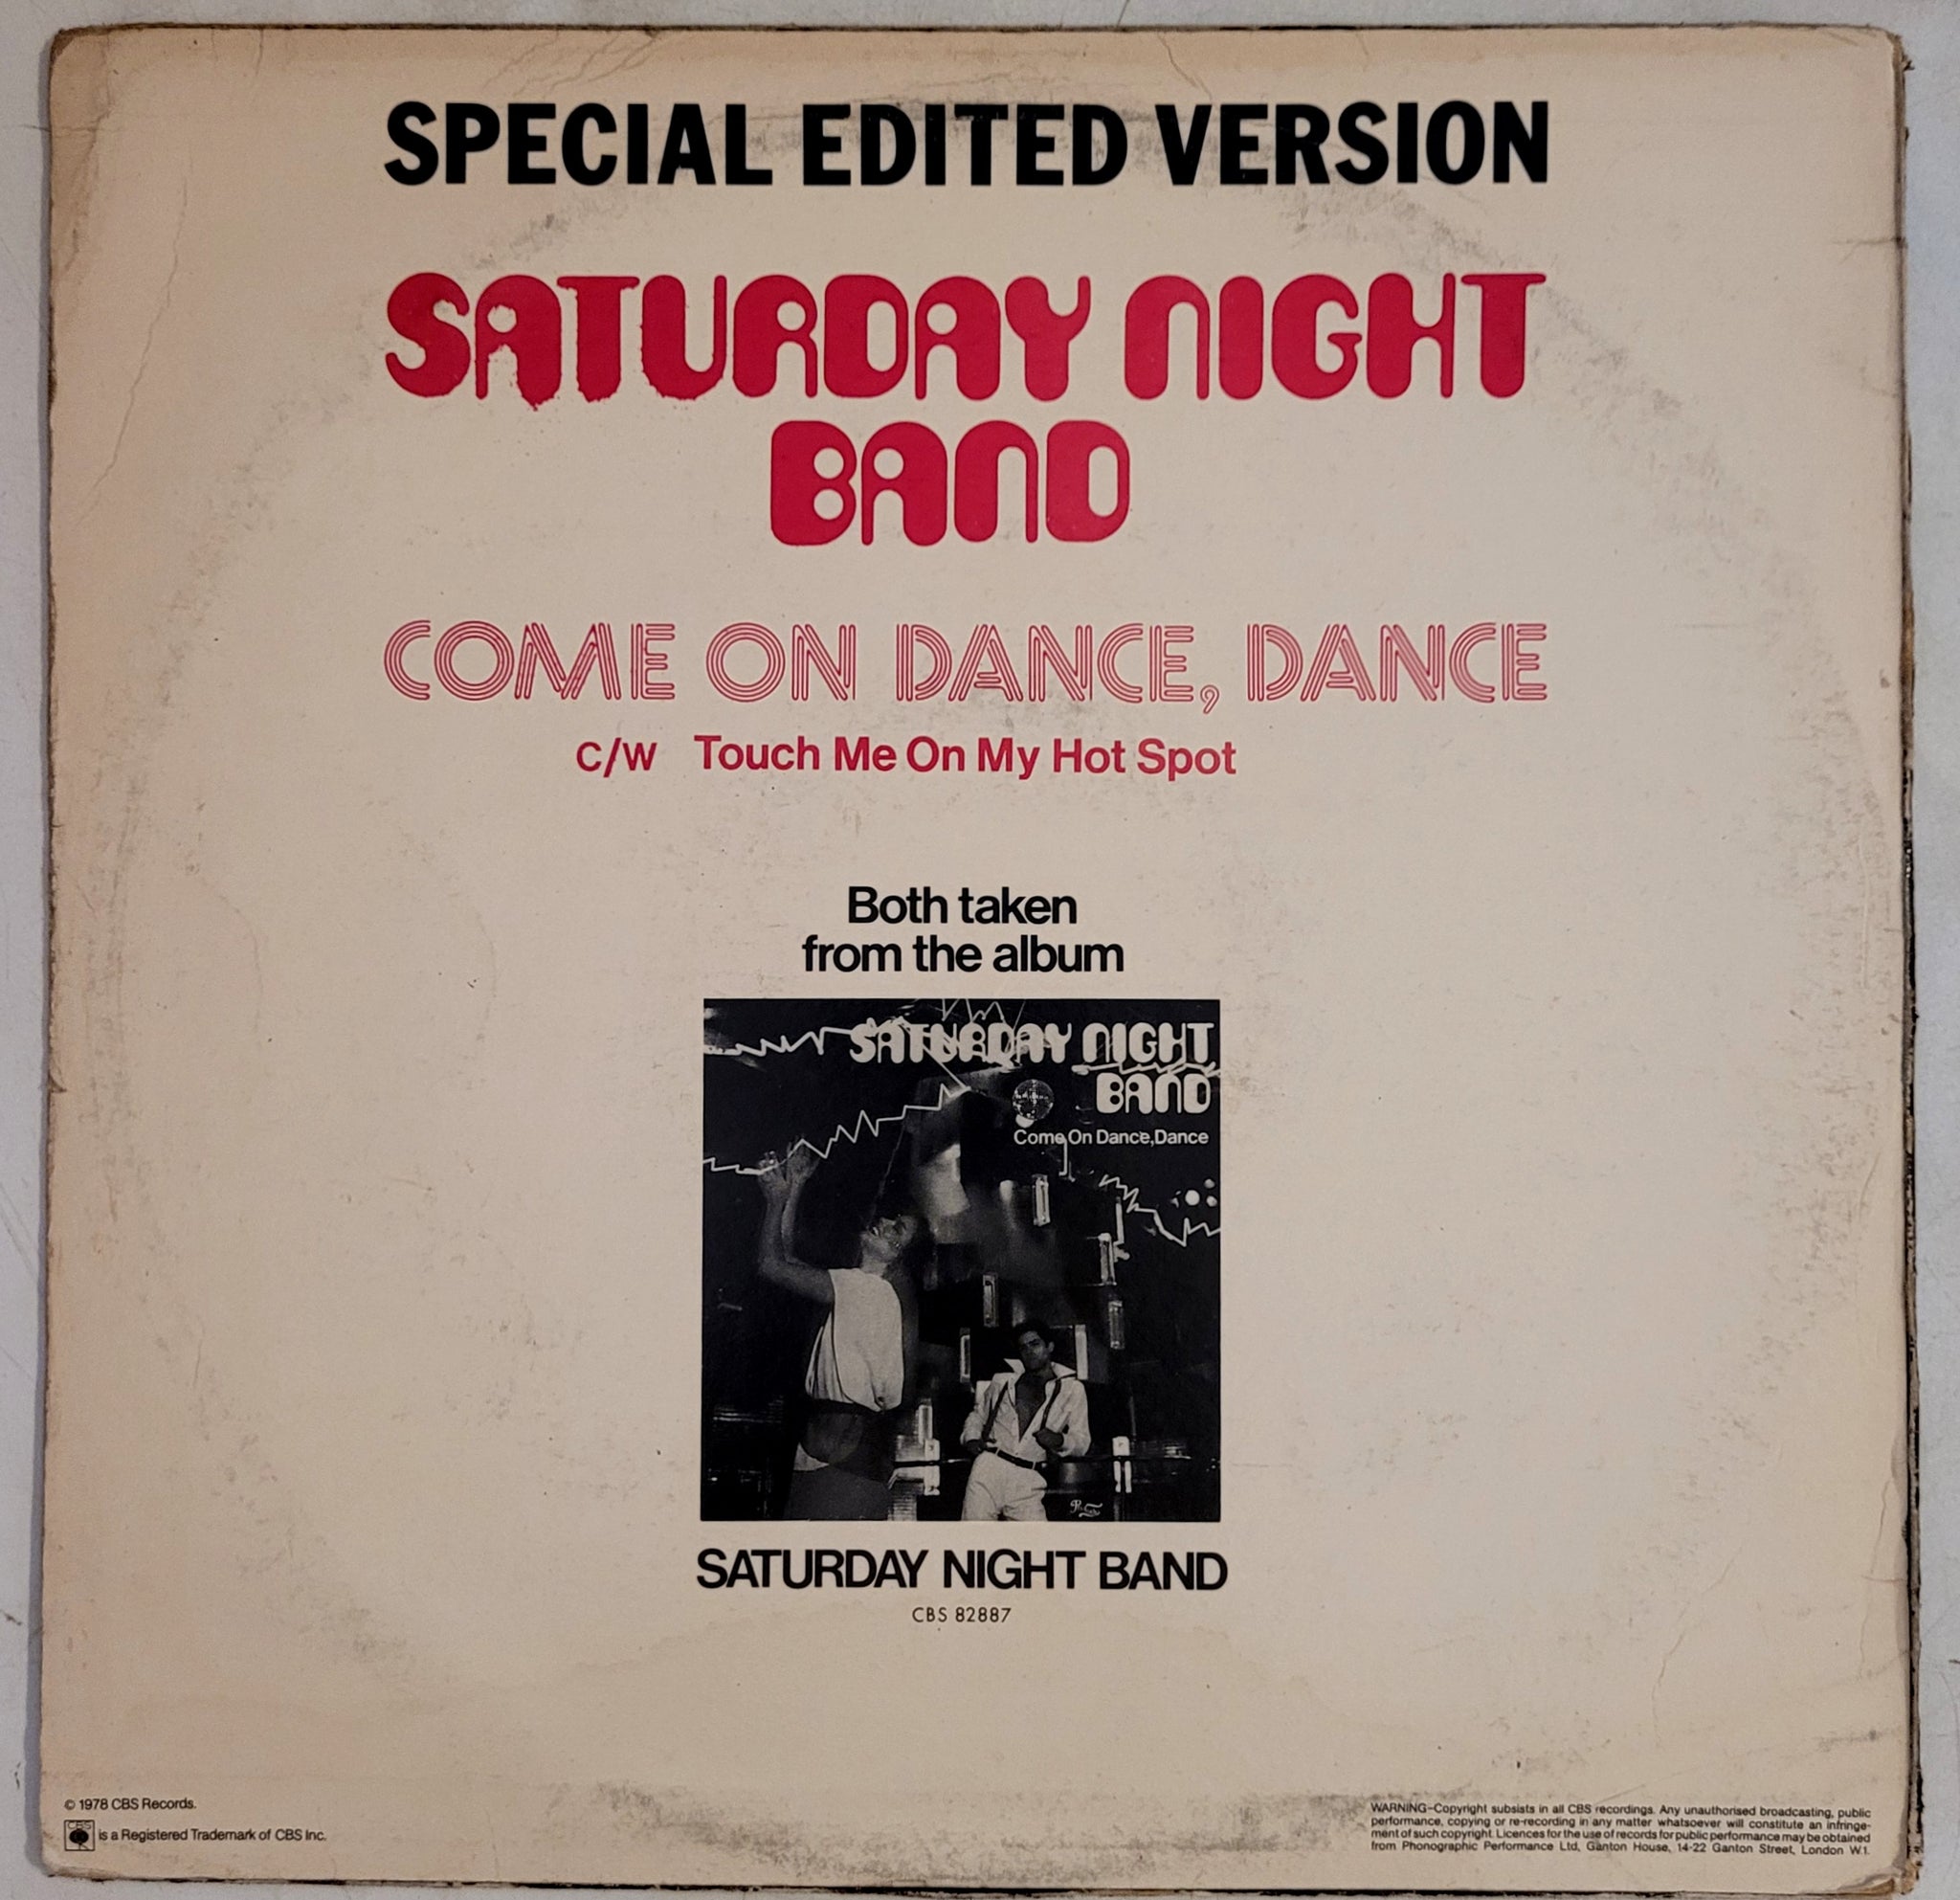 SPECIAL EDITED VERSION
SATURDAY NIGHT
BAND
COME ON DANCE, DANCE
c/w Touch Me On My Hot Spot
Both taken
from the album
SATURDAY NIGHT
BAND
Come On Dance, Dance
SATURDAY NIGHT BAND
CBS 82887
© 1978 CBS Records.
CBS is a Registered Trademark of CBS Inc.
WARNING–Copyright subsists in all CBS recordings. Any unauthorised broadcasting, public
performance, copying or re-recording in any matter whatsoever will constitute an infringe-
ment of such copyright. Licences for the use of records for public performance may be obtained
from Phonographic Performance Ltd, Ganton House, 14-22 Ganton Street, London W1.